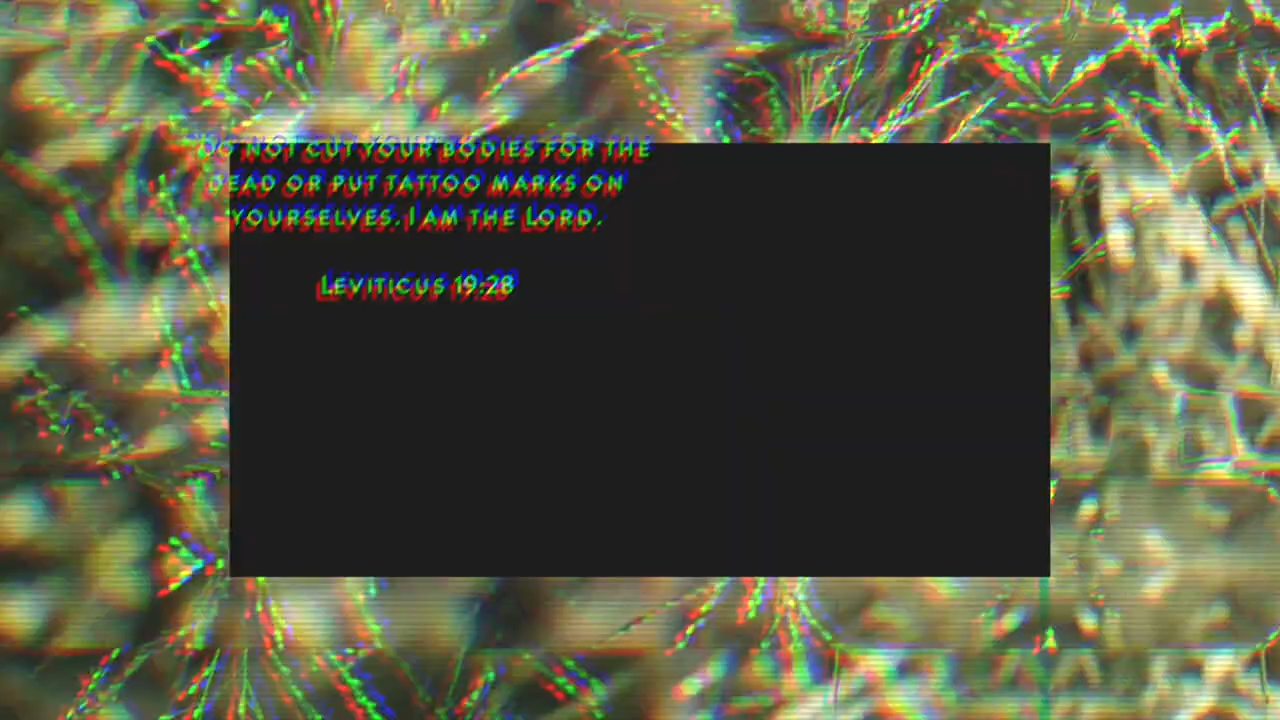 "DO NOT CUT YOUR BODIES FOR THE
DEAD OR PUT TATTOO MARKS ON
YOURSELVES. I AM THE LORD.
LEVITICUS 19:28